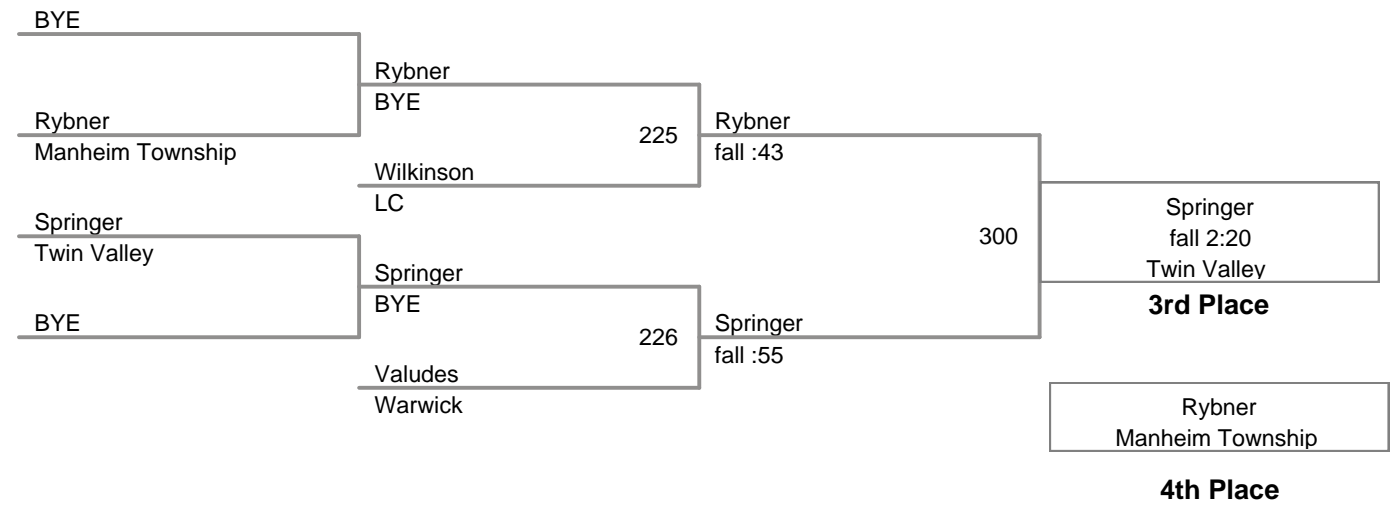 BYE
Rybner
BYE
Rybner
Manheim Township
225
Rybner
fall :43
Wilkinson
LC
Springer
Twin Valley
300
Springer
fall 2:20
Twin Valley
3rd Place
Springer
BYE
BYE
226
Springer
fall :55
Valudes
Warwick
Rybner
Manheim Township
4th Place